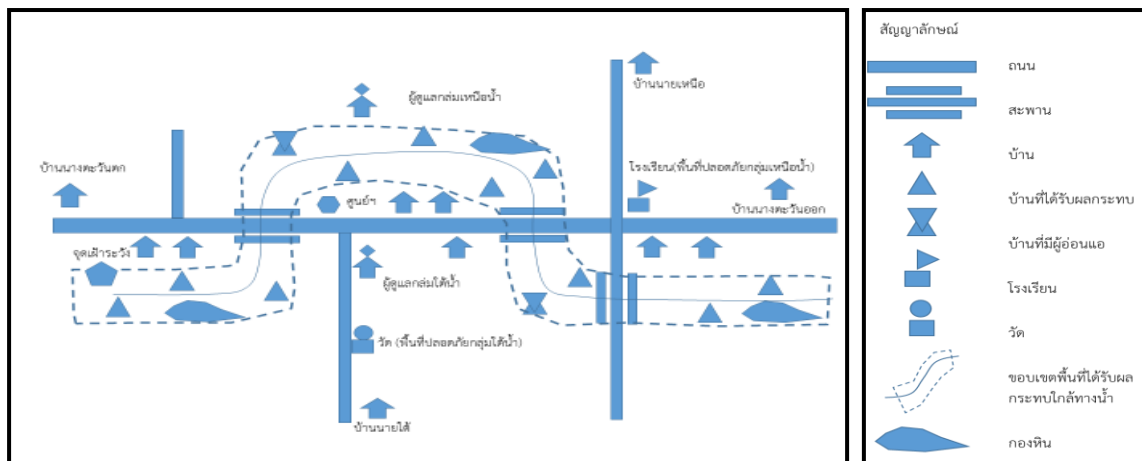 ผู้ดูแลกล่มเหนือน้ำ
บ้านนายเหนือ
บ้านนางตะวันตก
โรงเรียน(พื้นที่ปลอดภัยกลุ่มเหนือน้ำ)
ศูนย์ฯ
บ้านนางตะวันออก
จุดเฝ้าระวัง
ผู้ดูแลกล่มใต้น้ำ
วัด (พื้นที่ปลอดภัยกลุ่มใต้น้ำ)
บ้านนายใต้
สัญญาลักษณ์
ถนน
สะพาน
บ้าน
บ้านที่ได้รับผลกระทบ
บ้านที่มีผู้อ่อนแอ
โรงเรียน
วัด
ขอบเขตพื้นที่ได้รับผล
กระทบใกล้ทางน้ำ
กองหิน